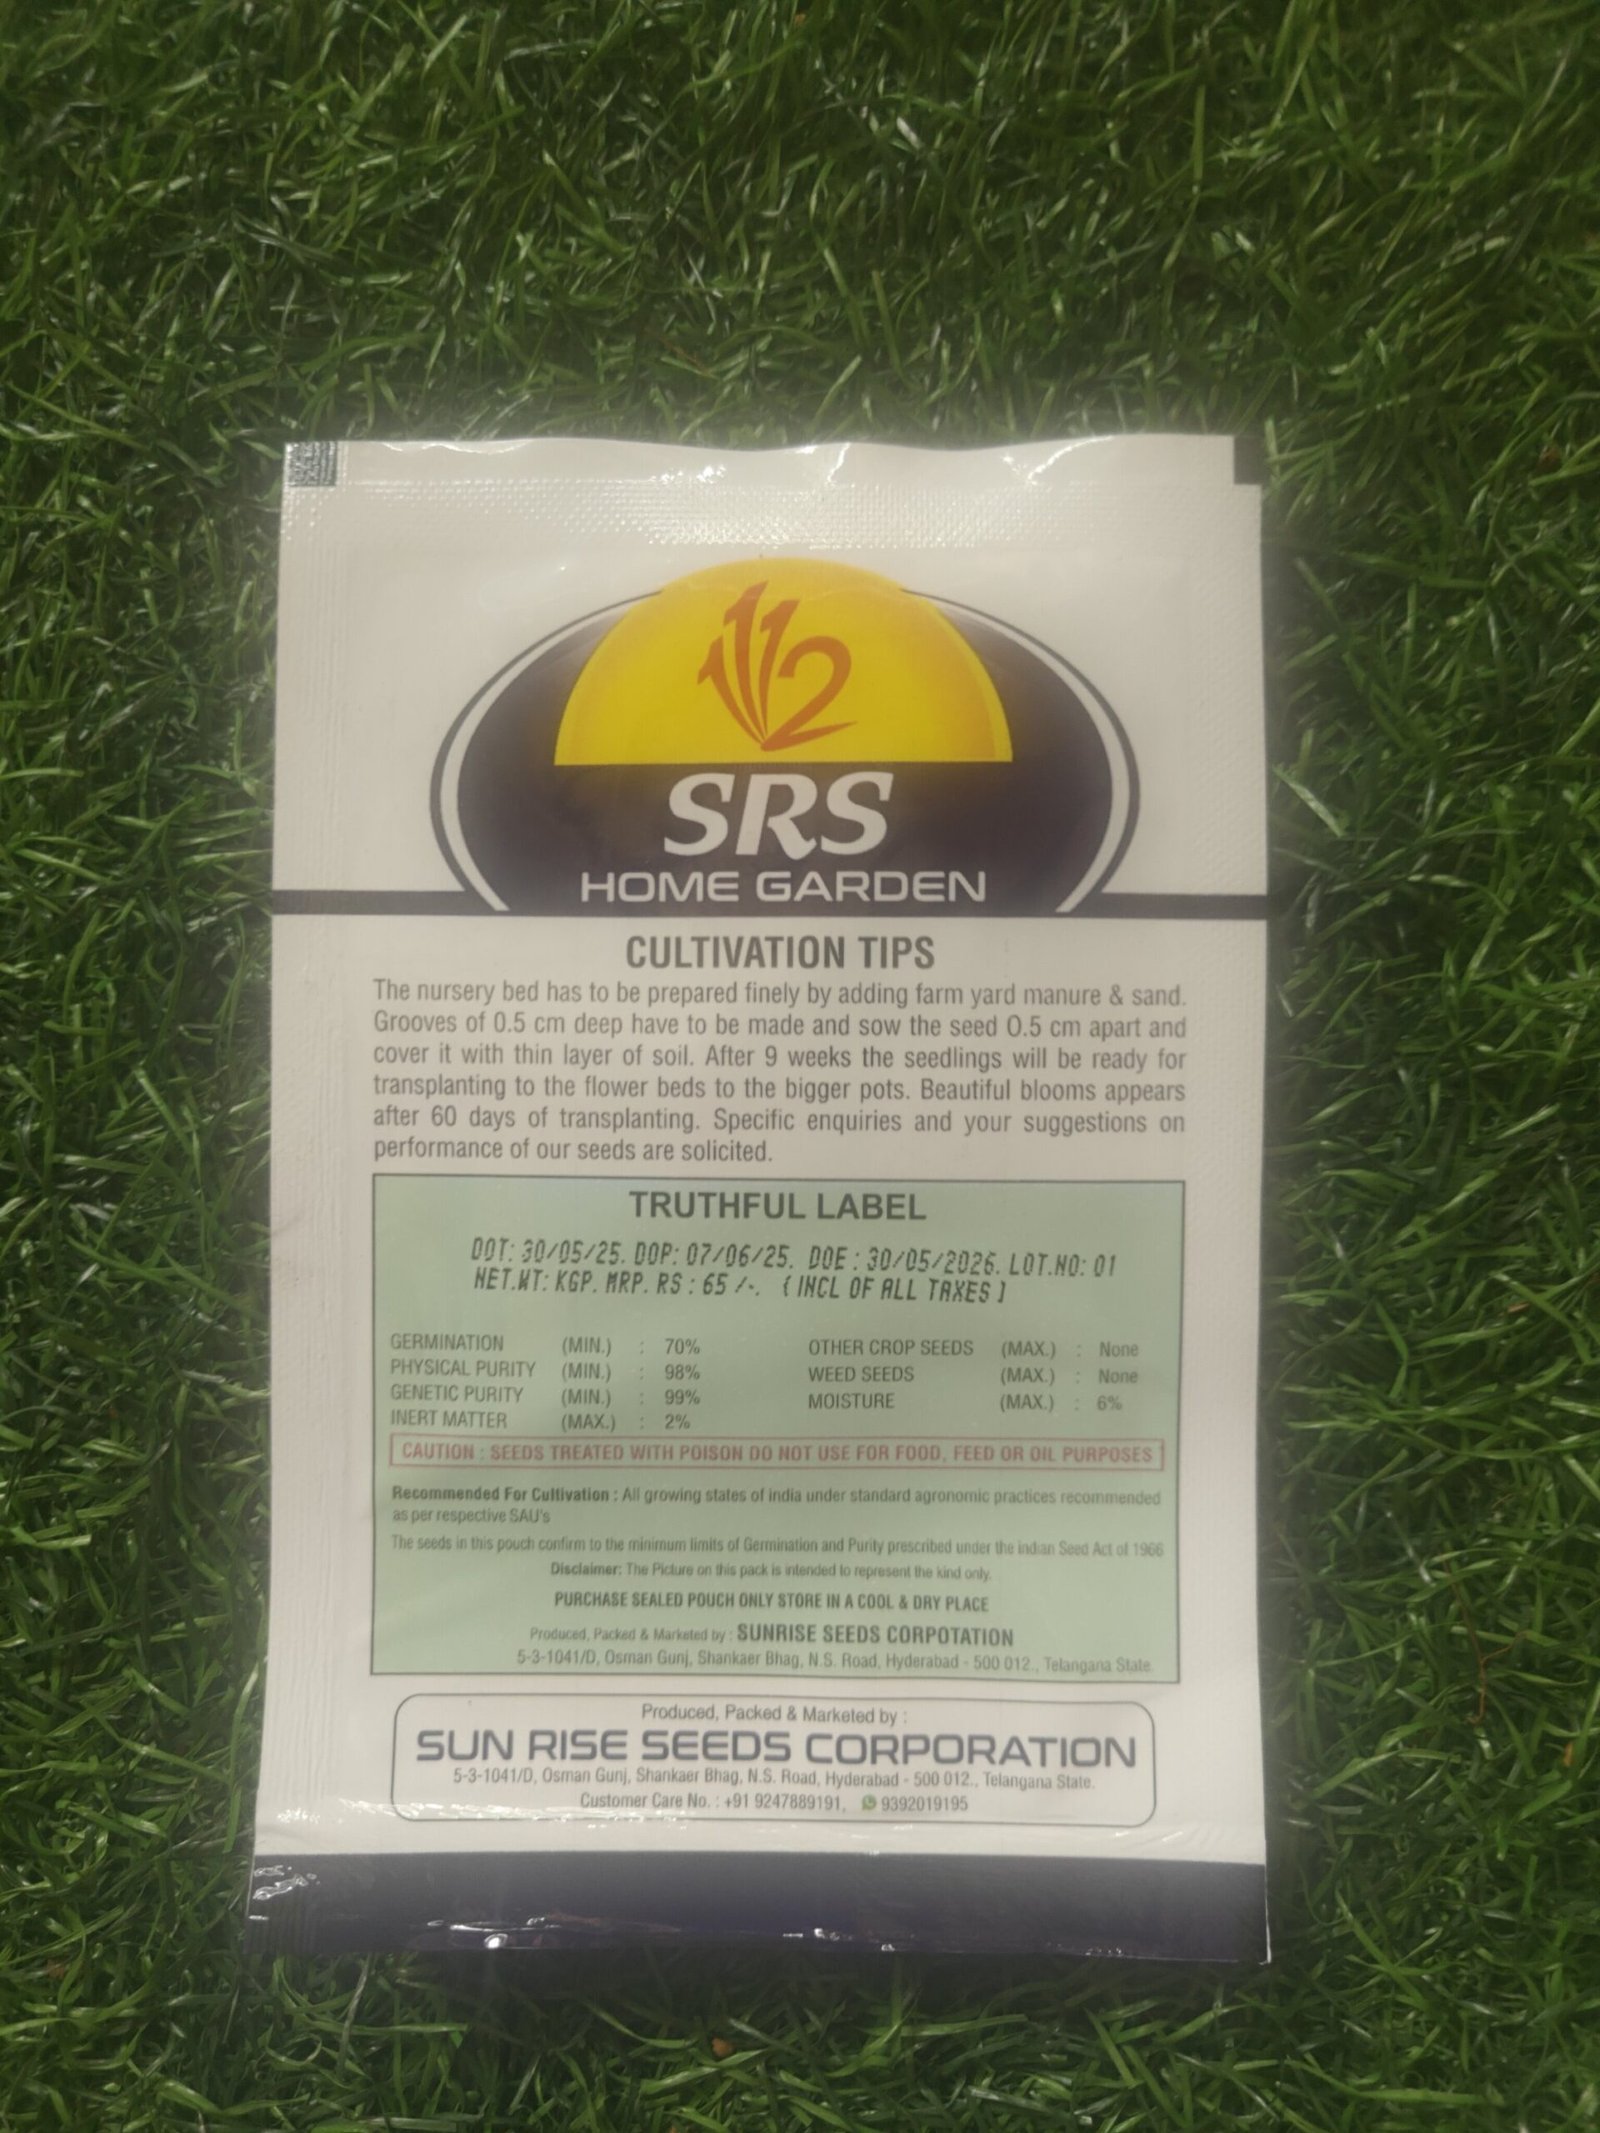 SRS
HOME GARDEN
CULTIVATION TIPS
The nursery bed has to be prepared finely by adding farm yard manure & sand.
Grooves of 0.5 cm deep have to be made and sow the seed O.5 cm apart and
cover it with thin layer of soil. After 9 weeks the seedlings will be ready for
transplanting to the flower beds to the bigger pots. Beautiful blooms appears
after 60 days of transplanting. Specific enquiries and your suggestions on
performance of our seeds are solicited.
TRUTHFUL LABEL
DOT: 30/05/25. DOP: 07/06/25. DOE : 30/05/2026. LOT.NO: 01
NET.WT: KGP. MRP. RS : 65 /-. ( INCL OF ALL TAXES )
GERMINATION (MIN.) : 70% OTHER CROP SEEDS (MAX.) : None
PHYSICAL PURITY (MIN.) : 98% WEED SEEDS (MAX.) : None
GENETIC PURITY (MIN.) : 99% MOISTURE (MAX.) : 6%
INERT MATTER (MAX.) : 2%
CAUTION : SEEDS TREATED WITH POISON DO NOT USE FOR FOOD, FEED OR OIL PURPOSES
Recommended For Cultivation : All growing states of india under standard agronomic practices recommended
as per respective SAU's
The seeds in this pouch confirm to the minimum limits of Germination and Purity prescribed under the indian Seed Act of 1966
Disclaimer: The Picture on this pack is intended to represent the kind only.
PURCHASE SEALED POUCH ONLY STORE IN A COOL & DRY PLACE
Produced, Packed & Marketed by : SUNRISE SEEDS CORPOTATION
5-3-1041/D, Osman Gunj, Shankaer Bhag, N.S. Road, Hyderabad - 500 012., Telangana State.
Produced, Packed & Marketed by :
SUN RISE SEEDS CORPORATION
5-3-1041/D, Osman Gunj, Shankaer Bhag, N.S. Road, Hyderabad - 500 012., Telangana State.
Customer Care No. : +91 9247889191, 9392019195